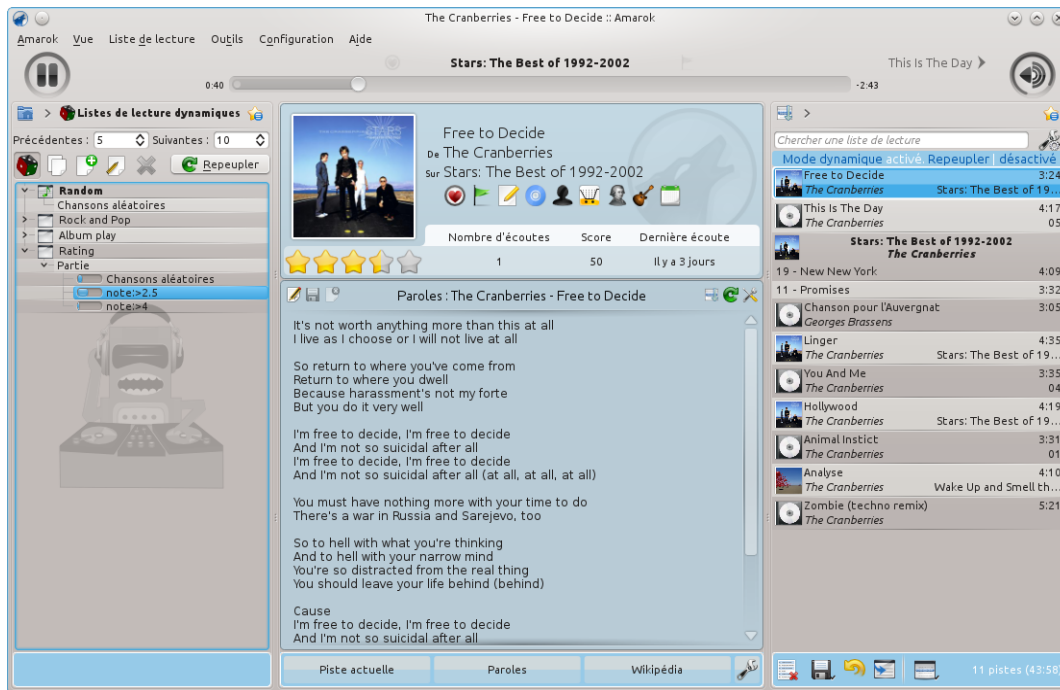 The Cranberries - Free to Decide :: Amarok
Amarok Vue Liste de lecture Outils Configuration Aide
Stars: The Best of 1992-2002
This Is The Day
0:40
-2:43
Listes de lecture dynamiques
Précédentes : 5 Suivantes : 10
Repeupler
Random
Chansons aléatoires
Rock and Pop
Album play
Rating
Partie
Chansons aléatoires
note:>2.5
note:>4
STARS
Free to Decide
De The Cranberries
Sur Stars: The Best of 1992-2002
Nombre d'écoutes Score Dernière écoute
1 50 Il y a 3 jours
Paroles : The Cranberries - Free to Decide
It's not worth anything more than this at all
I live as I choose or I will not live at all
So return to where you've come from
Return to where you dwell
Because harassment's not my forte
But you do it very well
I'm free to decide, I'm free to decide
And I'm not so suicidal after all
I'm free to decide, I'm free to decide
And I'm not so suicidal after all (at all, at all, at all)
You must have nothing more with your time to do
There's a war in Russia and Sarejevo, too
So to hell with what you're thinking
And to hell with your narrow mind
You're so distracted from the real thing
You should leave your life behind (behind)
Cause
I'm free to decide, I'm free to decide
And I'm not so suicidal after all
Piste actuelle Paroles Wikipédia
Chercher une liste de lecture
Mode dynamique activé. Repeupler | désactivé
Free to Decide 3:24
The Cranberries Stars: The Best of 19...
This Is The Day 4:17
The Cranberries 05
Stars: The Best of 1992-2002
The Cranberries
19 - New New York 4:09
11 - Promises 3:32
Chanson pour l'Auvergnat 3:05
Georges Brassens
Linger 4:35
The Cranberries Stars: The Best of 19...
You And Me 3:35
The Cranberries 04
Hollywood 4:19
The Cranberries Stars: The Best of 19...
Animal Instict 3:31
The Cranberries 01
Analyse 4:10
The Cranberries Wake Up and Smell th...
Zombie (techno remix) 5:21
The Cranberries
11 pistes (43:58)